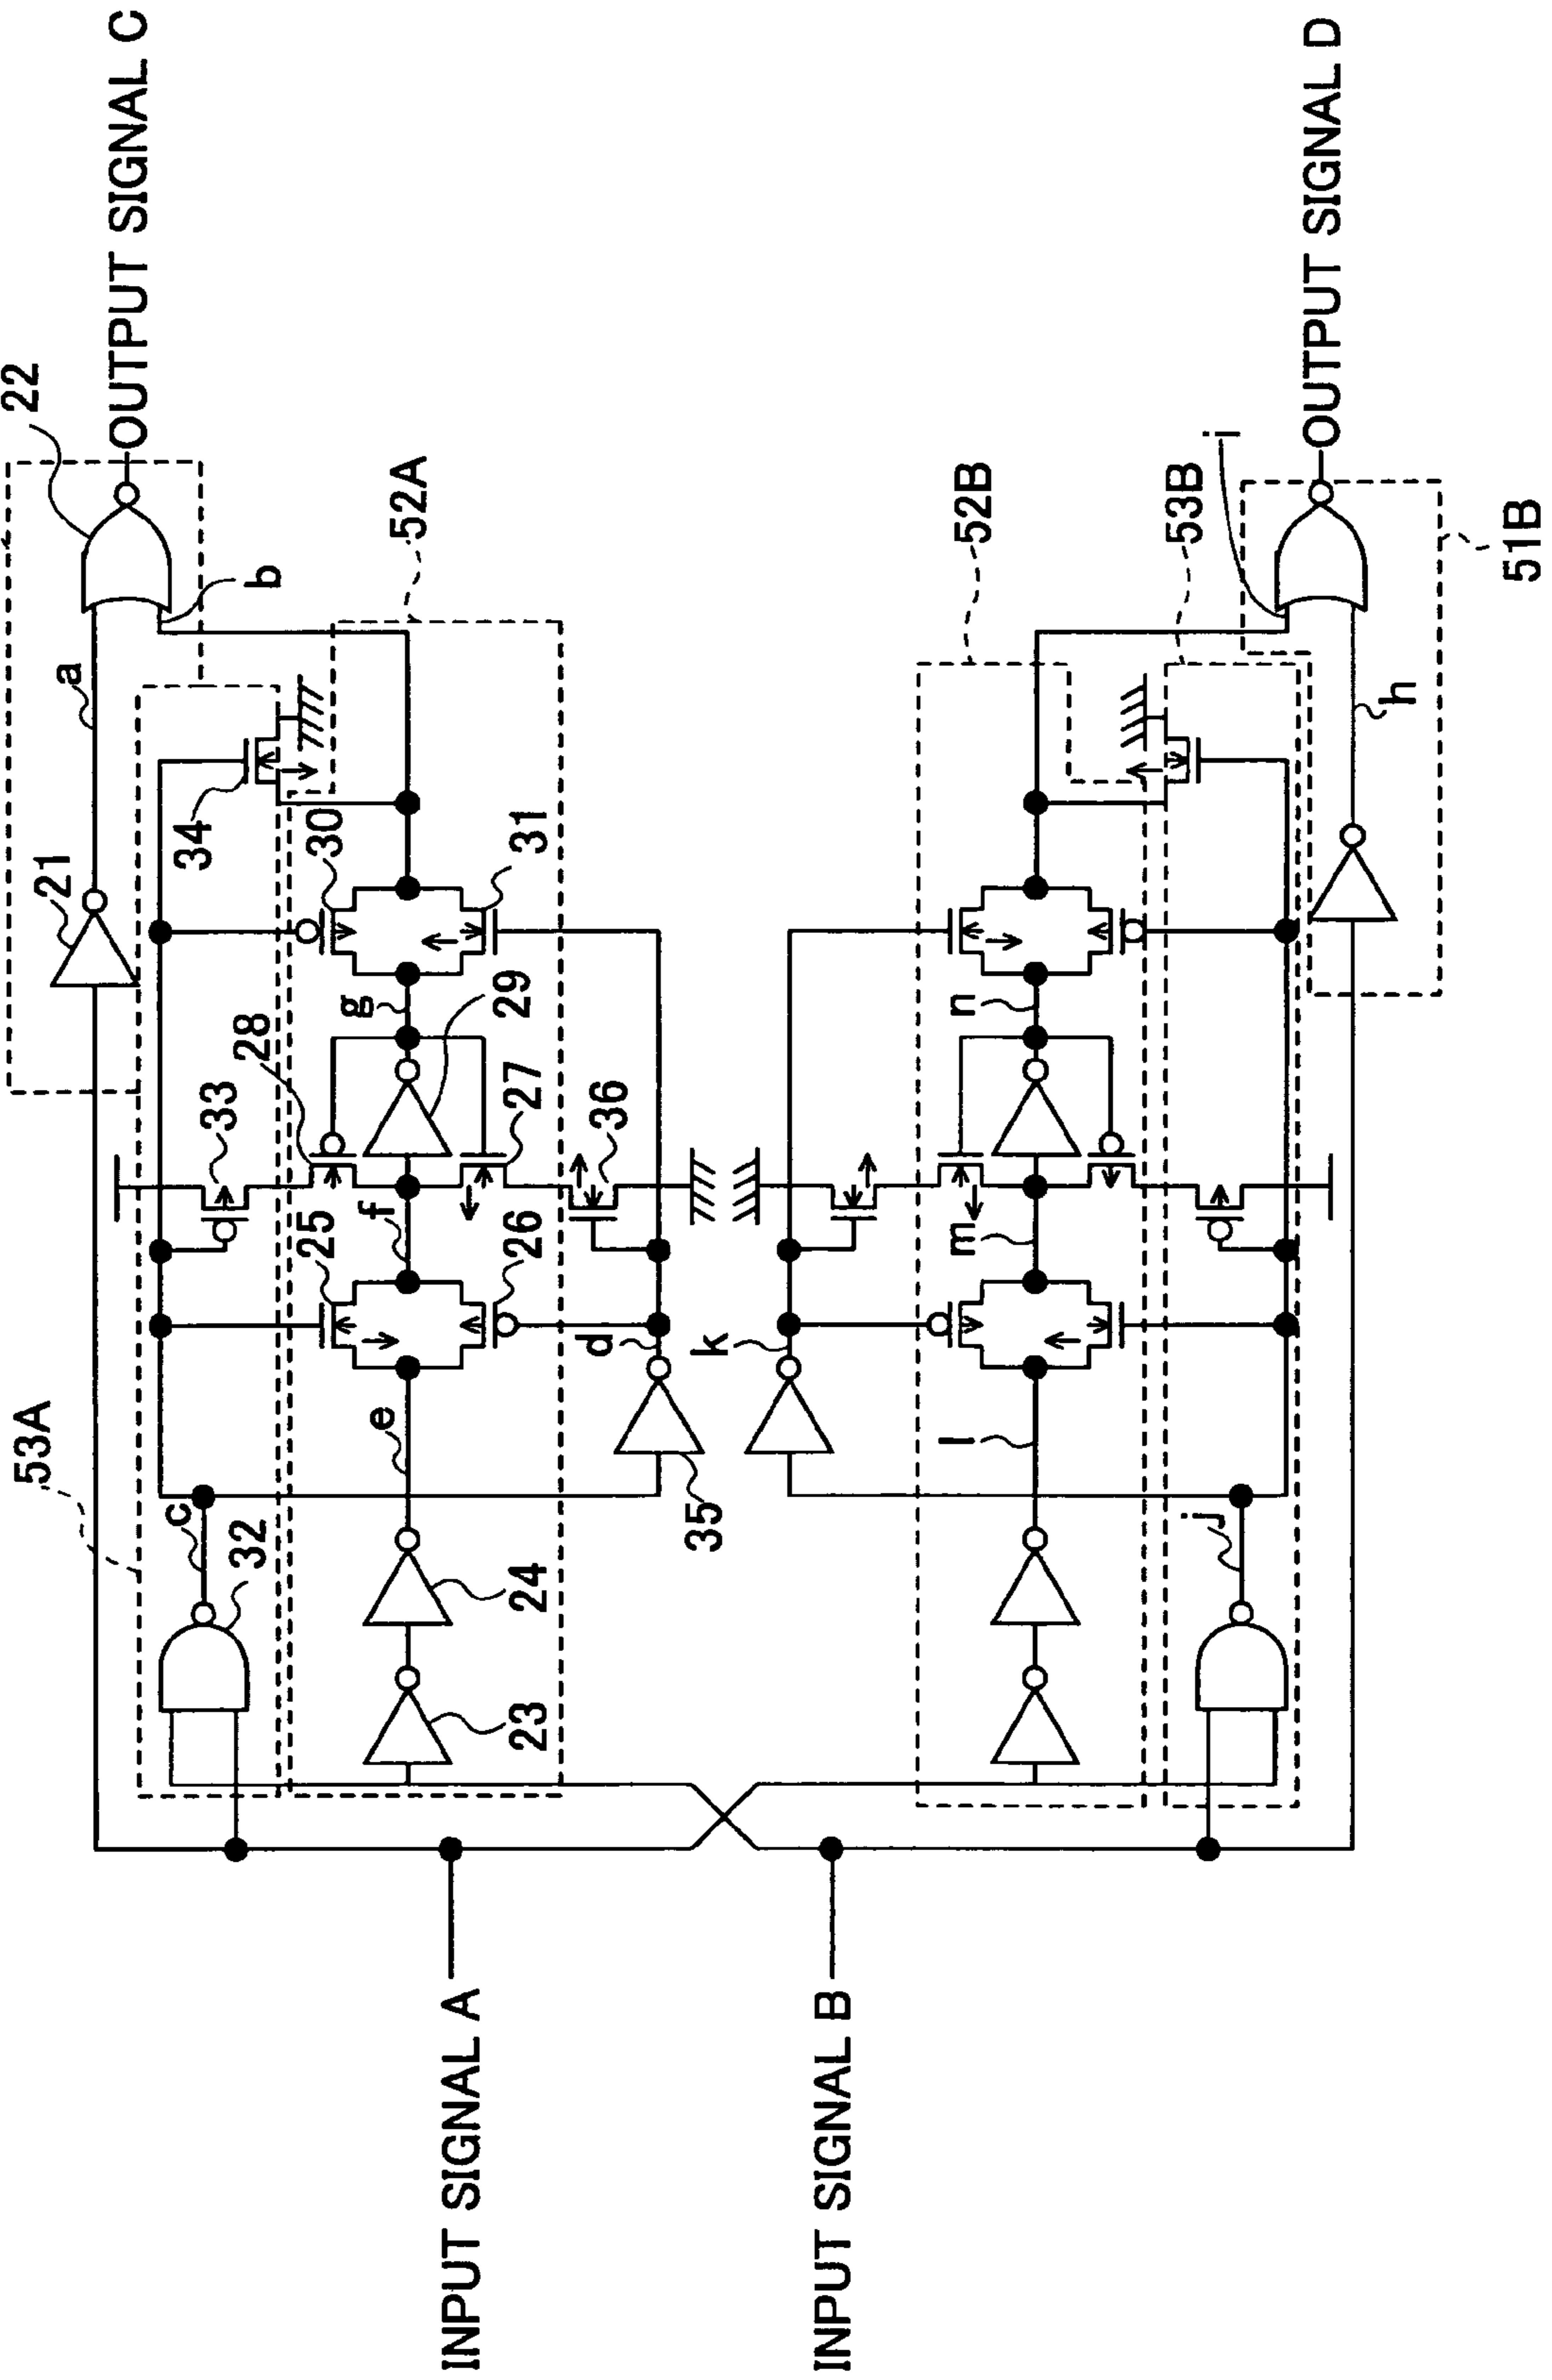 INPUT SIGNAL A
INPUT SIGNAL B
OUTPUT SIGNAL C
OUTPUT SIGNAL D
22
21
a
b
52A
53A
34
30
31
33
28
g
29
27
36
25
f
26
d
e
c
32
24
35
23
52B
53B
i
51B
h
n
m
k
l
j